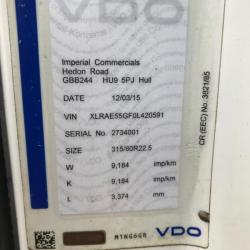 VDO
Imperial Commercials
Hedon Road
GBB244 HU9 5PJ Hull
DATE 12/03/15
VIN XLRAE55GF0L420591
SERIAL No. 2734001
SIZE 315/80R22.5
W 9,184 imp/km
K 9,184 imp/km
L 3,374 mm
CR (EEC) No. 3821/85
M1N6G6R VDO